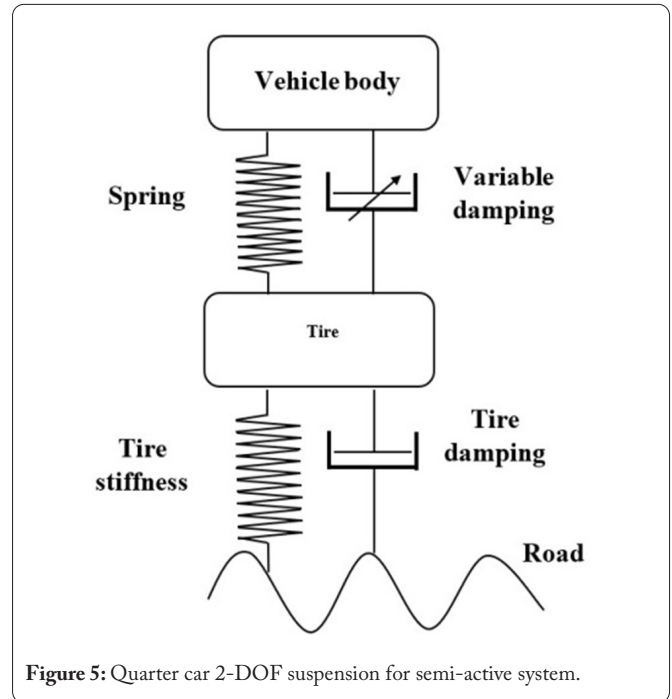 Vehicle body
Spring
Variable
damping
Tire
Tire
stiffness
Tire
damping
Road
Figure 5: Quarter car 2-DOF suspension for semi-active system.